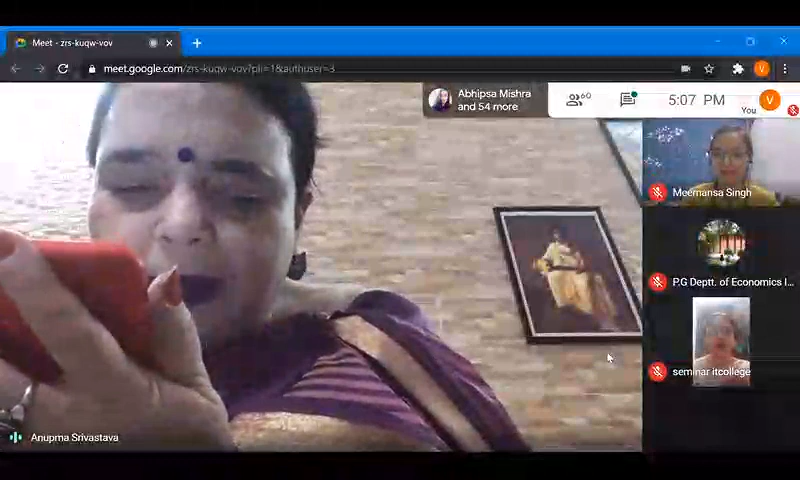 Meet - zrs-kuqw-vov
meet.google.com/zrs-kuqw-vov?pli=1&authuser=3
V
Abhipsa Mishra
and 54 more
60
5:07 PM
You
V
Meemansa Singh
P.G Deptt. of Economics I...
seminar itcollege
Anupma Srivastava